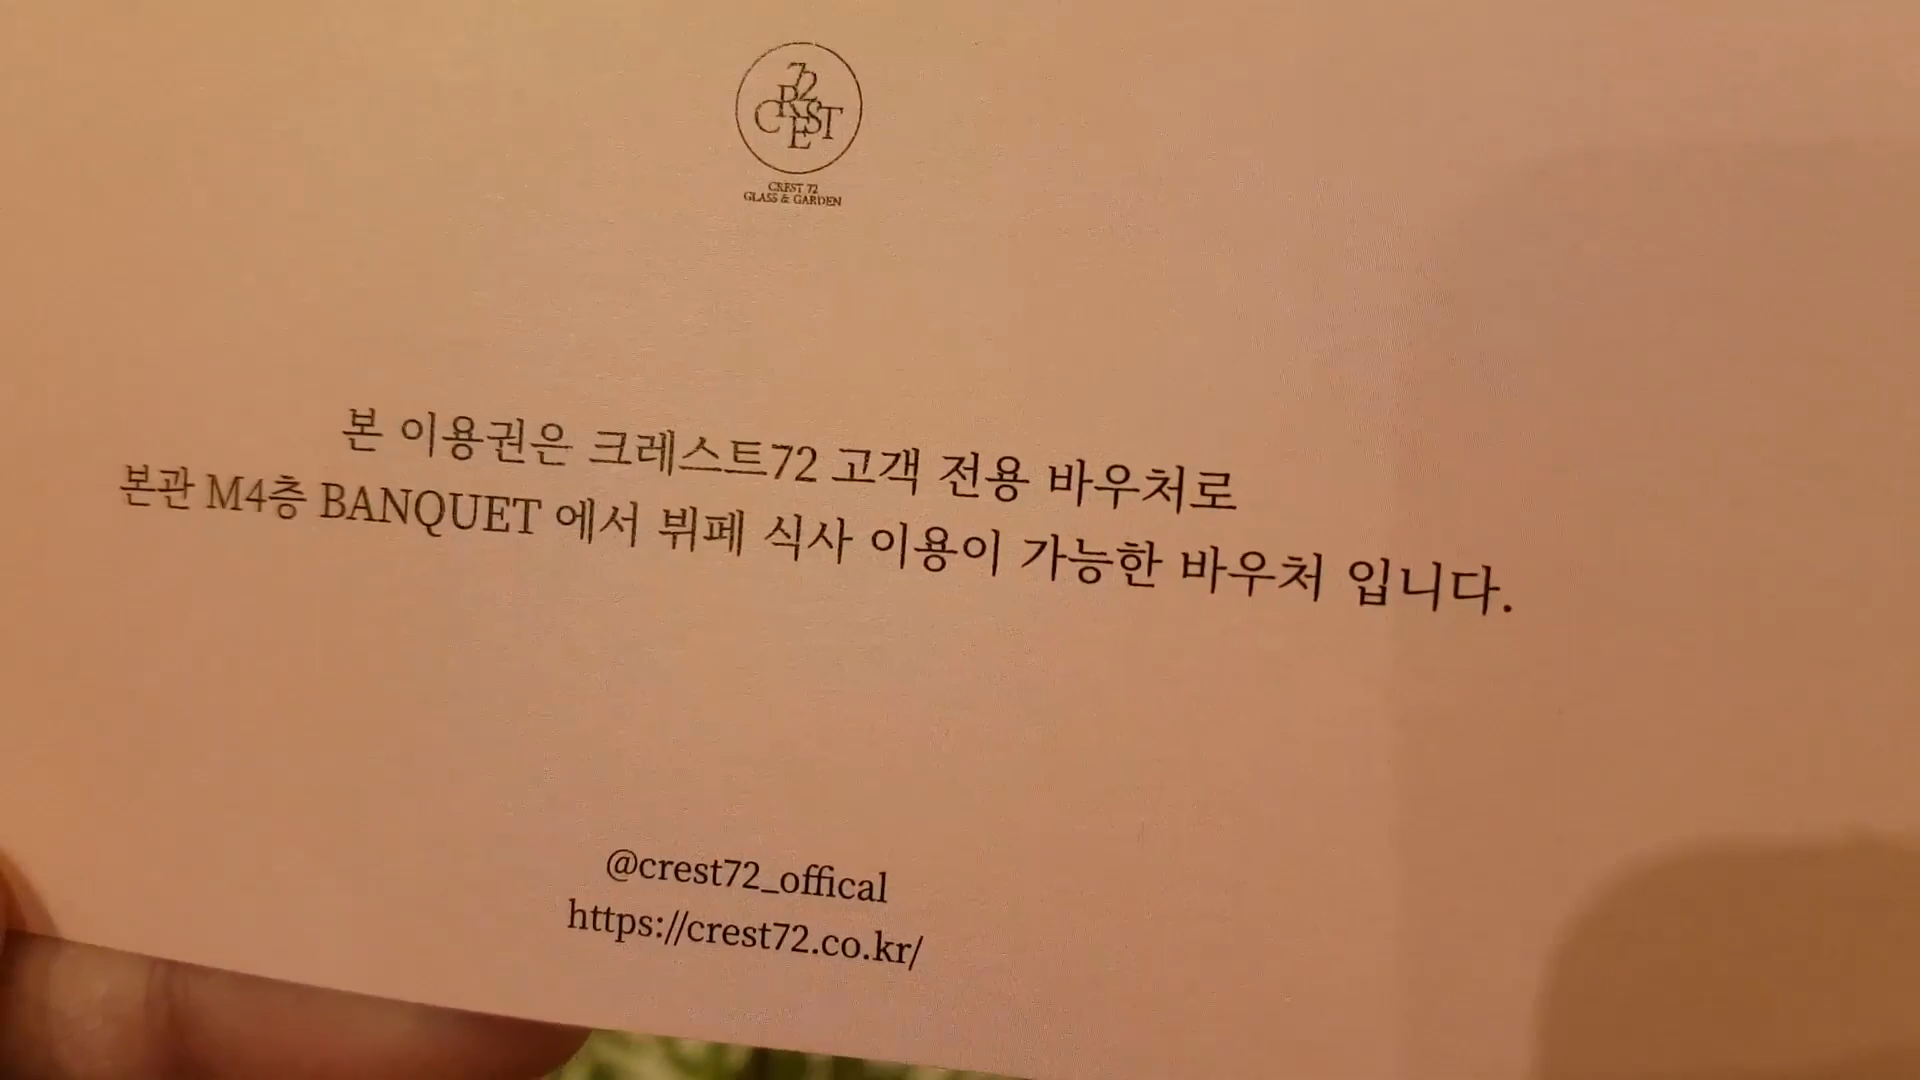 72
CREST
CREST 72
GLASS & GARDEN
본 이용권은 크레스트72 고객 전용 바우처로
본관 M4층 BANQUET 에서 뷔페 식사 이용이 가능한 바우처 입니다.
@crest72_offical
https://crest72.co.kr/